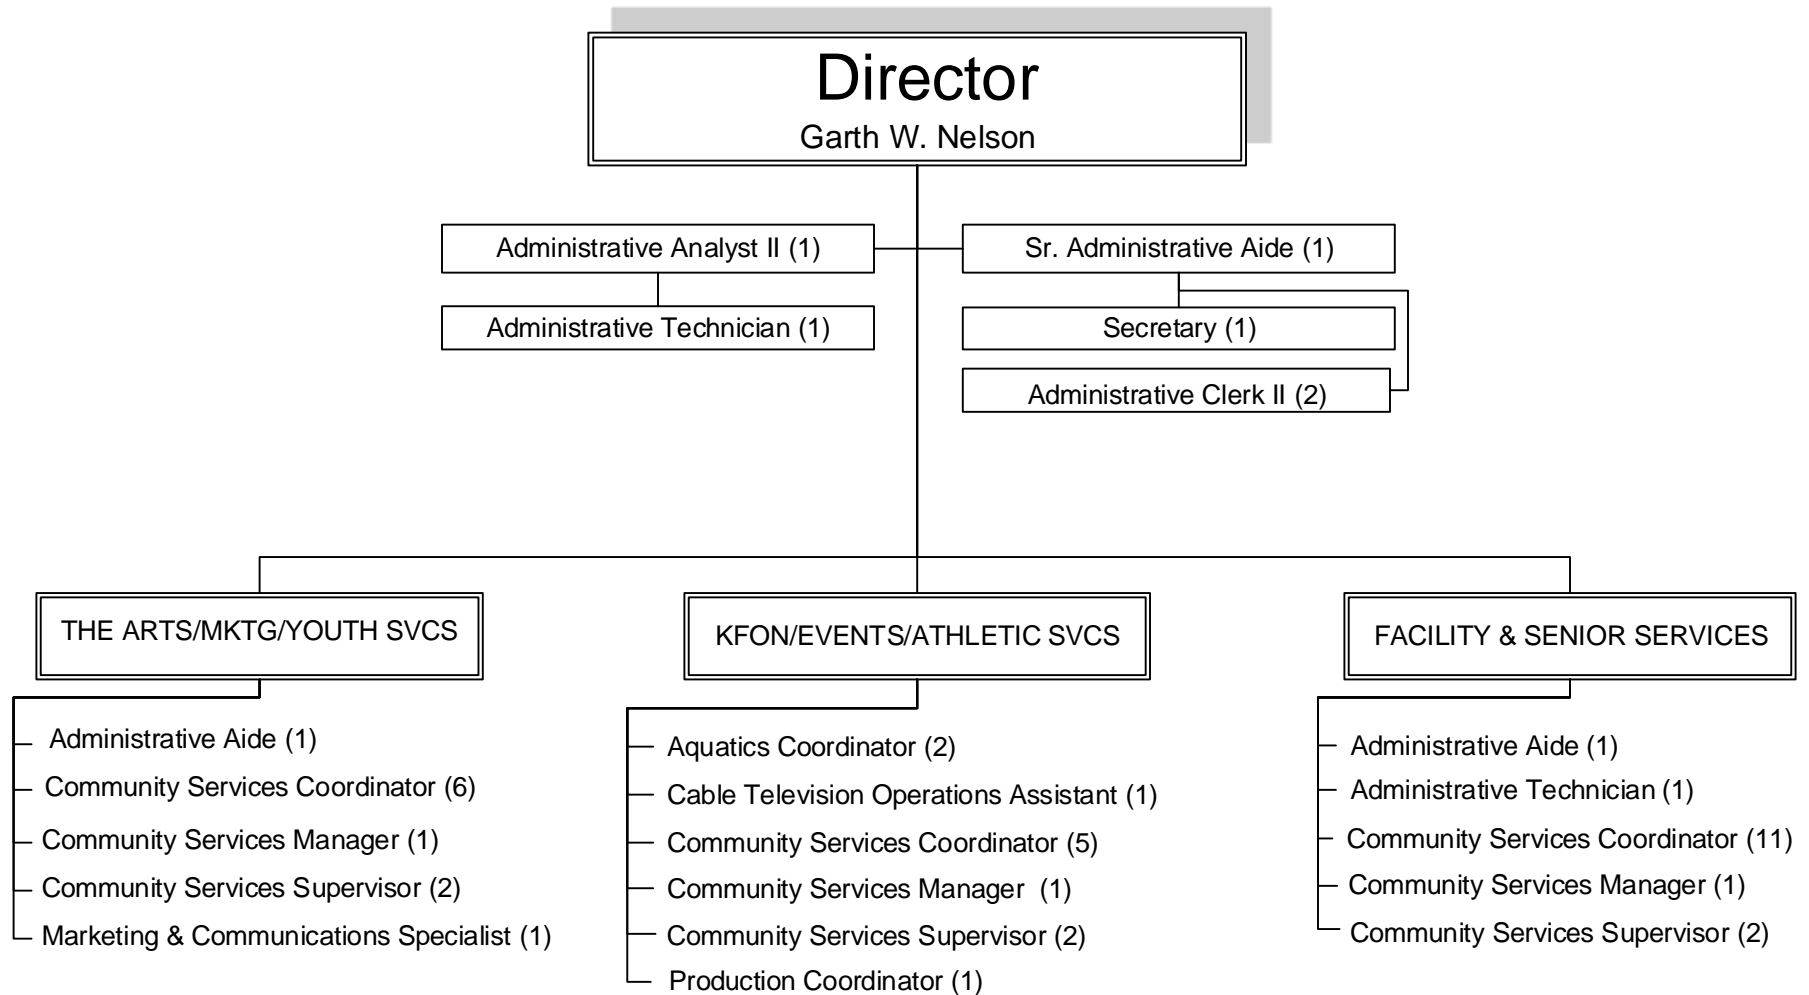 Director
Garth W. Nelson
Administrative Analyst II (1)
Sr. Administrative Aide (1)
Administrative Technician (1)
Secretary (1)
Administrative Clerk II (2)
THE ARTS/MKTG/YOUTH SVCS
Administrative Aide (1)
Community Services Coordinator (6)
Community Services Manager (1)
Community Services Supervisor (2)
Marketing & Communications Specialist (1)
KFON/EVENTS/ATHLETIC SVCS
Aquatics Coordinator (2)
Cable Television Operations Assistant (1)
Community Services Coordinator (5)
Community Services Manager  (1)
Community Services Supervisor (2)
Production Coordinator (1)
FACILITY & SENIOR SERVICES
Administrative Aide (1)
Administrative Technician (1)
Community Services Coordinator (11)
Community Services Manager (1)
Community Services Supervisor (2)